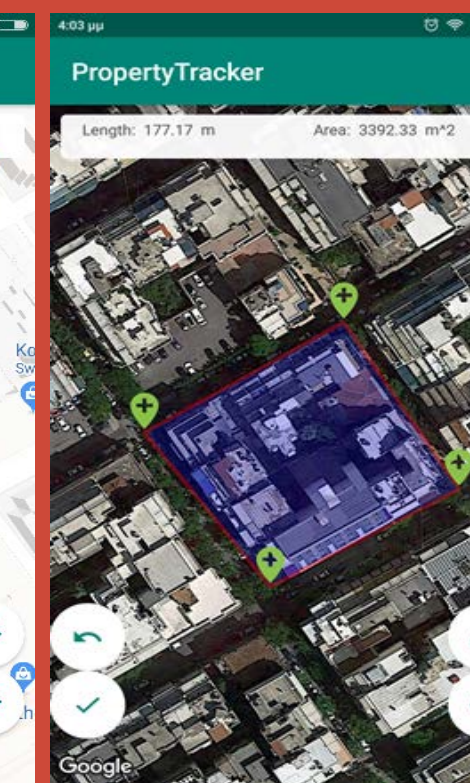 4:03 μμ
PropertyTracker
Length: 177.17 m Area: 3392.33 m^2
Google